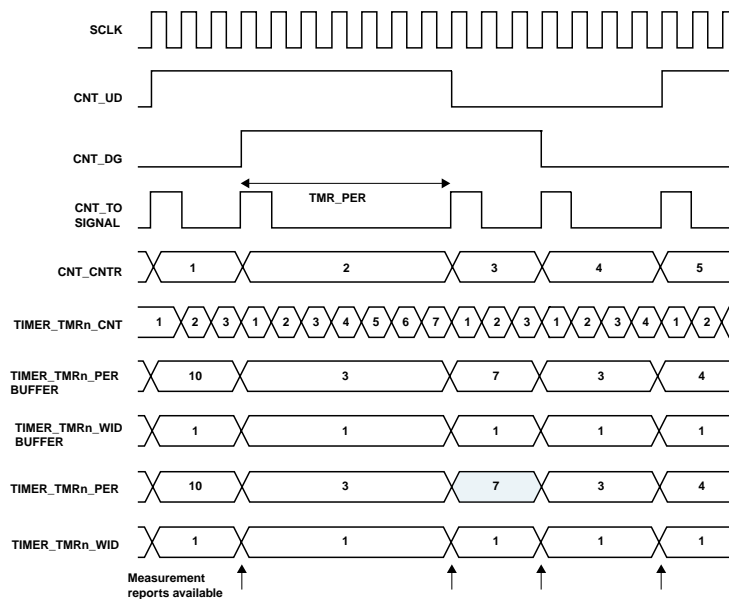 SCLK
CNT_UD
CNT_DG
TMR_PER
CNT_TO
SIGNAL
CNT_CNTR 1 2 3 4 5
TIMER_TMRn_CNT 1 2 3 1 2 3 4 5 6 7 1 2 3 1 2 3 4 1 2
TIMER_TMRn_PER
BUFFER
10 3 7 3 4
TIMER_TMRn_WID
BUFFER
1 1 1 1 1
TIMER_TMRn_PER 10 3 7 3 4
TIMER_TMRn_WID 1 1 1 1 1
Measurement
reports available